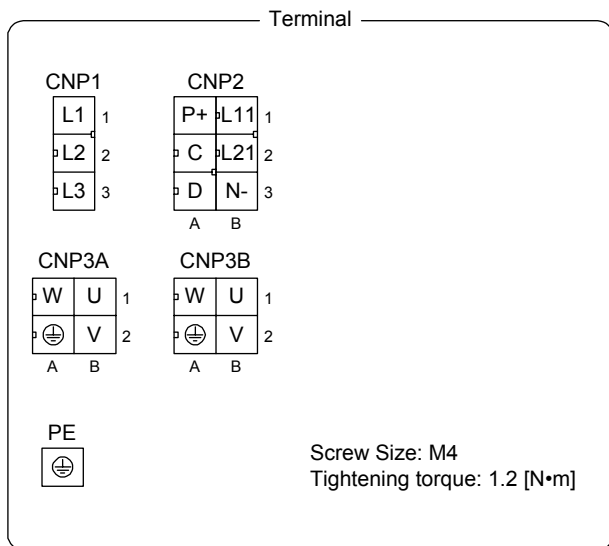 Terminal
CNP1 CNP2
L1 1 P+ L11 1
L2 2 C L21 2
L3 3 D N- 3
A B
CNP3A CNP3B
W U 1 W U 1
V 2 V 2
A B A B
PE
Screw Size: M4
Tightening torque: 1.2 [N•m]